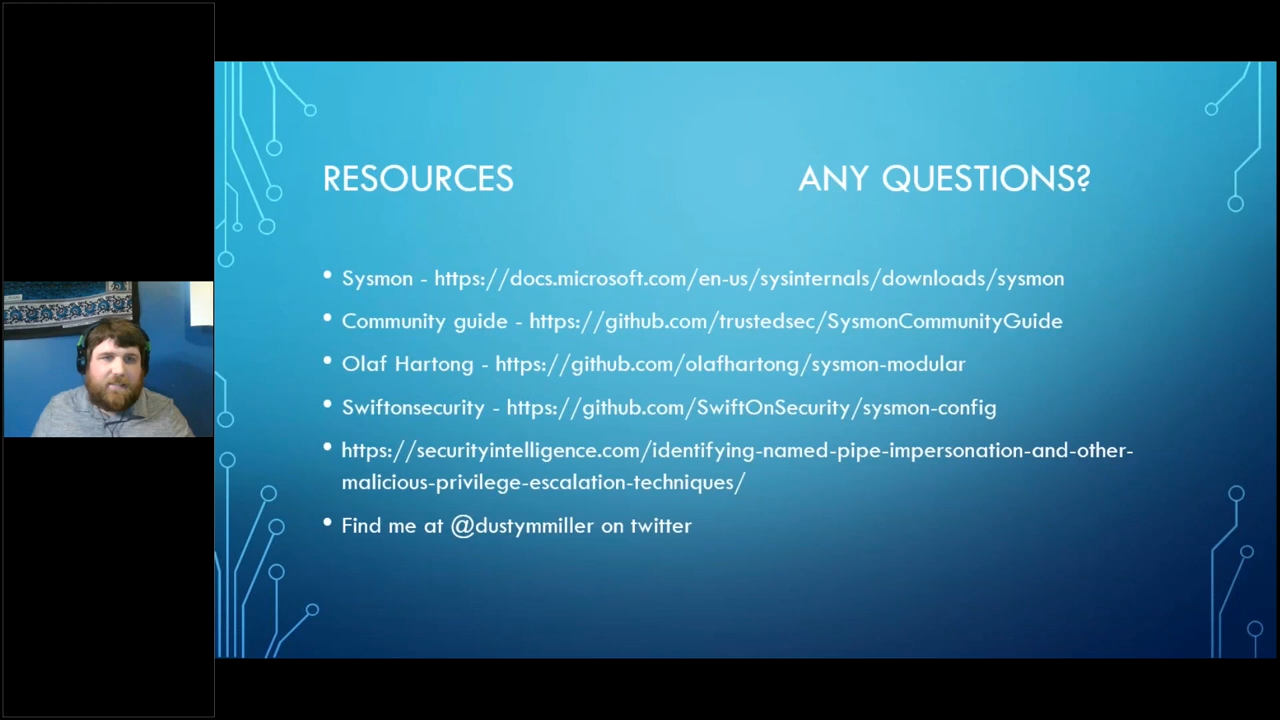 RESOURCES
ANY QUESTIONS?
• Sysmon - https://docs.microsoft.com/en-us/sysinternals/downloads/sysmon
• Community guide - https://github.com/trustedsec/SysmonCommunityGuide
• Olaf Hartong - https://github.com/olafhartong/sysmon-modular
• Swiftonsecurity - https://github.com/SwiftOnSecurity/sysmon-config
• https://securityintelligence.com/identifying-named-pipe-impersonation-and-other-
malicious-privilege-escalation-techniques/
• Find me at @dustymmiller on twitter